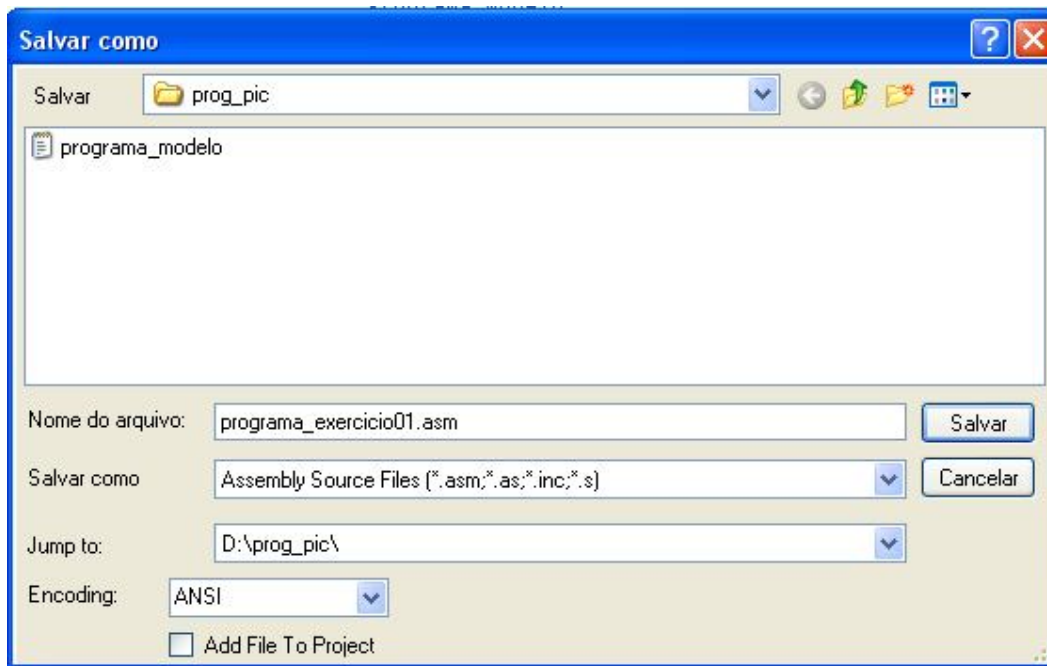 Salvar como
Salvar prog_pic
programa_modelo
Nome do arquivo: programa_exercicio01.asm Salvar
Salvar como Assembly Source Files (*.asm;*.as;*.inc;*.s) Cancelar
Jump to: D:\prog_pic\
Encoding: ANSI
Add File To Project